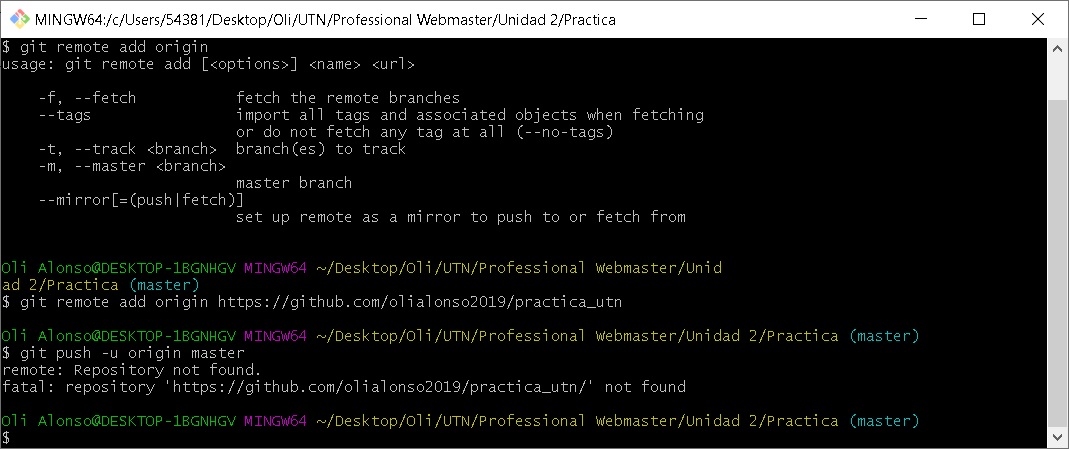 MINGW64:/c/Users/54381/Desktop/Oli/UTN/Professional Webmaster/Unidad 2/Practica
$ git remote add origin
usage: git remote add [<options>] <name> <url>
-f, --fetch fetch the remote branches
--tags import all tags and associated objects when fetching
or do not fetch any tag at all (--no-tags)
-t, --track <branch> branch(es) to track
-m, --master <branch>
master branch
--mirror[=(push|fetch)]
set up remote as a mirror to push to or fetch from
Oli Alonso@DESKTOP-1BGNHGV MINGW64 ~/Desktop/Oli/UTN/Professional Webmaster/Unid
ad 2/Practica (master)
$ git remote add origin https://github.com/olialonso2019/practica_utn
Oli Alonso@DESKTOP-1BGNHGV MINGW64 ~/Desktop/Oli/UTN/Professional Webmaster/Unidad 2/Practica (master)
$ git push -u origin master
remote: Repository not found.
fatal: repository 'https://github.com/olialonso2019/practica_utn/' not found
Oli Alonso@DESKTOP-1BGNHGV MINGW64 ~/Desktop/Oli/UTN/Professional Webmaster/Unidad 2/Practica (master)
$